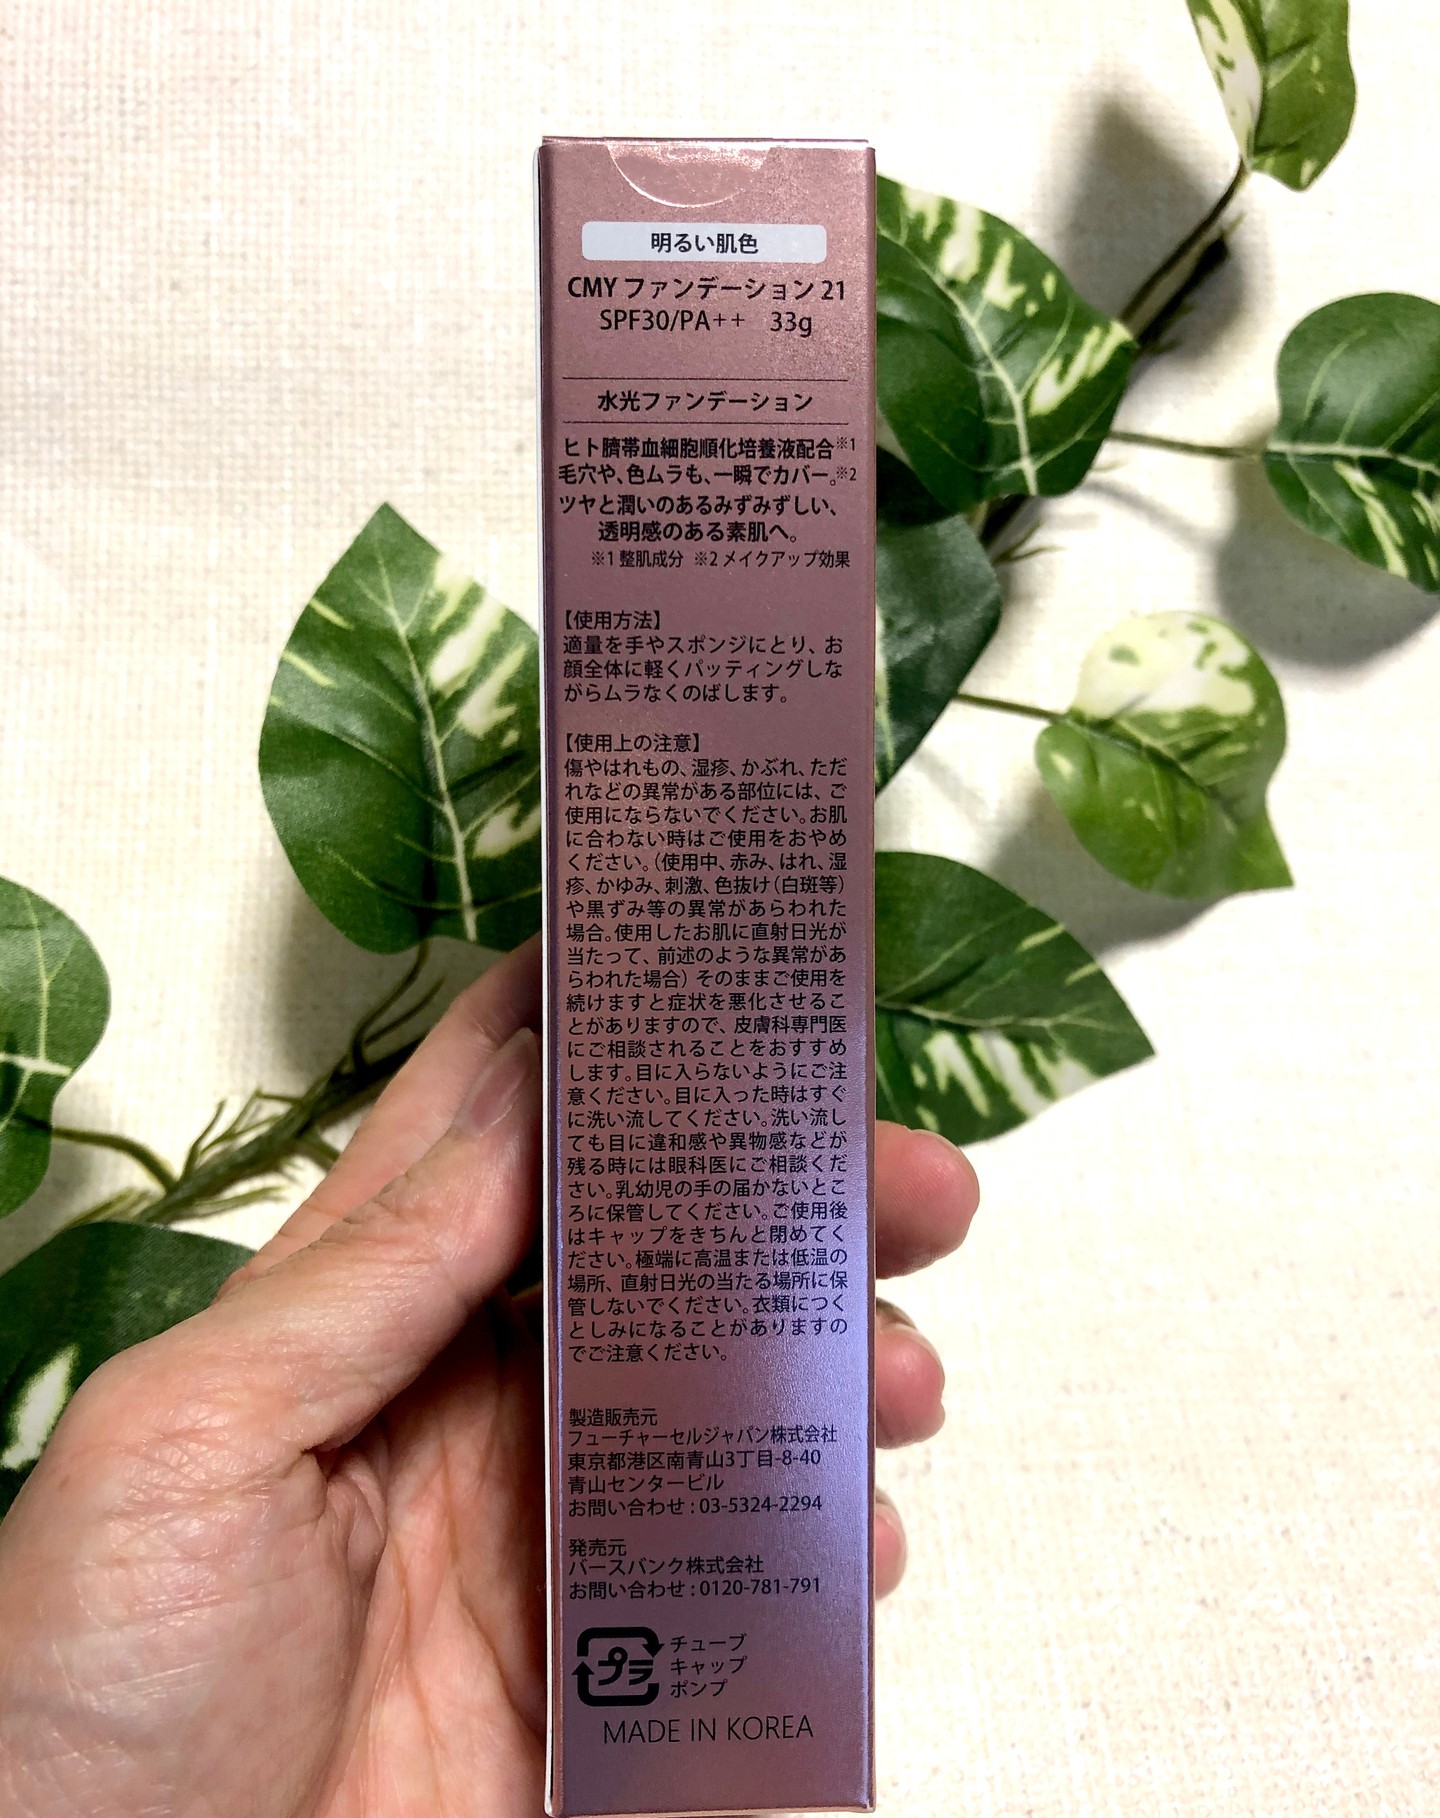 明るい肌色
CMY ファンデーション 21
SPF30/PA++ 33g
水光ファンデーション
ヒト臍帯血細胞順化培養液配合※1
毛穴や、色ムラも、一瞬でカバー。※2
ツヤと潤いのあるみずみずしい、
透明感のある素肌へ。
※1 整肌成分 ※2 メイクアップ効果
【使用方法】
適量を手やスポンジにとり、お
顔全体に軽くパッティングしな
がらムラなくのばします。
【使用上の注意】
傷やはれもの、湿疹、かぶれ、ただ
れなどの異常がある部位には、ご
使用にならないでください。お肌
に合わない時はご使用をおやめ
ください。（使用中、赤み、はれ、湿
疹、かゆみ、刺激、色抜け（白斑等）
や黒ずみ等の異常があらわれた
場合。使用したお肌に直射日光が
当たって、前述のような異常があ
らわれた場合）そのままご使用を
続けますと症状を悪化させるこ
とがありますので、皮膚科専門医
にご相談されることをおすすめ
します。目に入らないようにご注
意ください。目に入った時はすぐ
に洗い流してください。洗い流し
ても目に違和感や異物感などが
残る時には眼科医にご相談くだ
さい。乳幼児の手の届かないとこ
ろに保管してください。ご使用後
はキャップをきちんと閉めてく
ださい。極端に高温または低温の
場所、直射日光の当たる場所に保
管しないでください。衣類につく
としみになることがありますの
でご注意ください。
製造販売元
フューチャーセルジャパン株式会社
東京都港区南青山3丁目-8-40
青山センタービル
お問い合わせ : 03-5324-2294
発売元
バースバンク株式会社
お問い合わせ : 0120-781-791
プラ
チューブ
キャップ
ポンプ
MADE IN KOREA